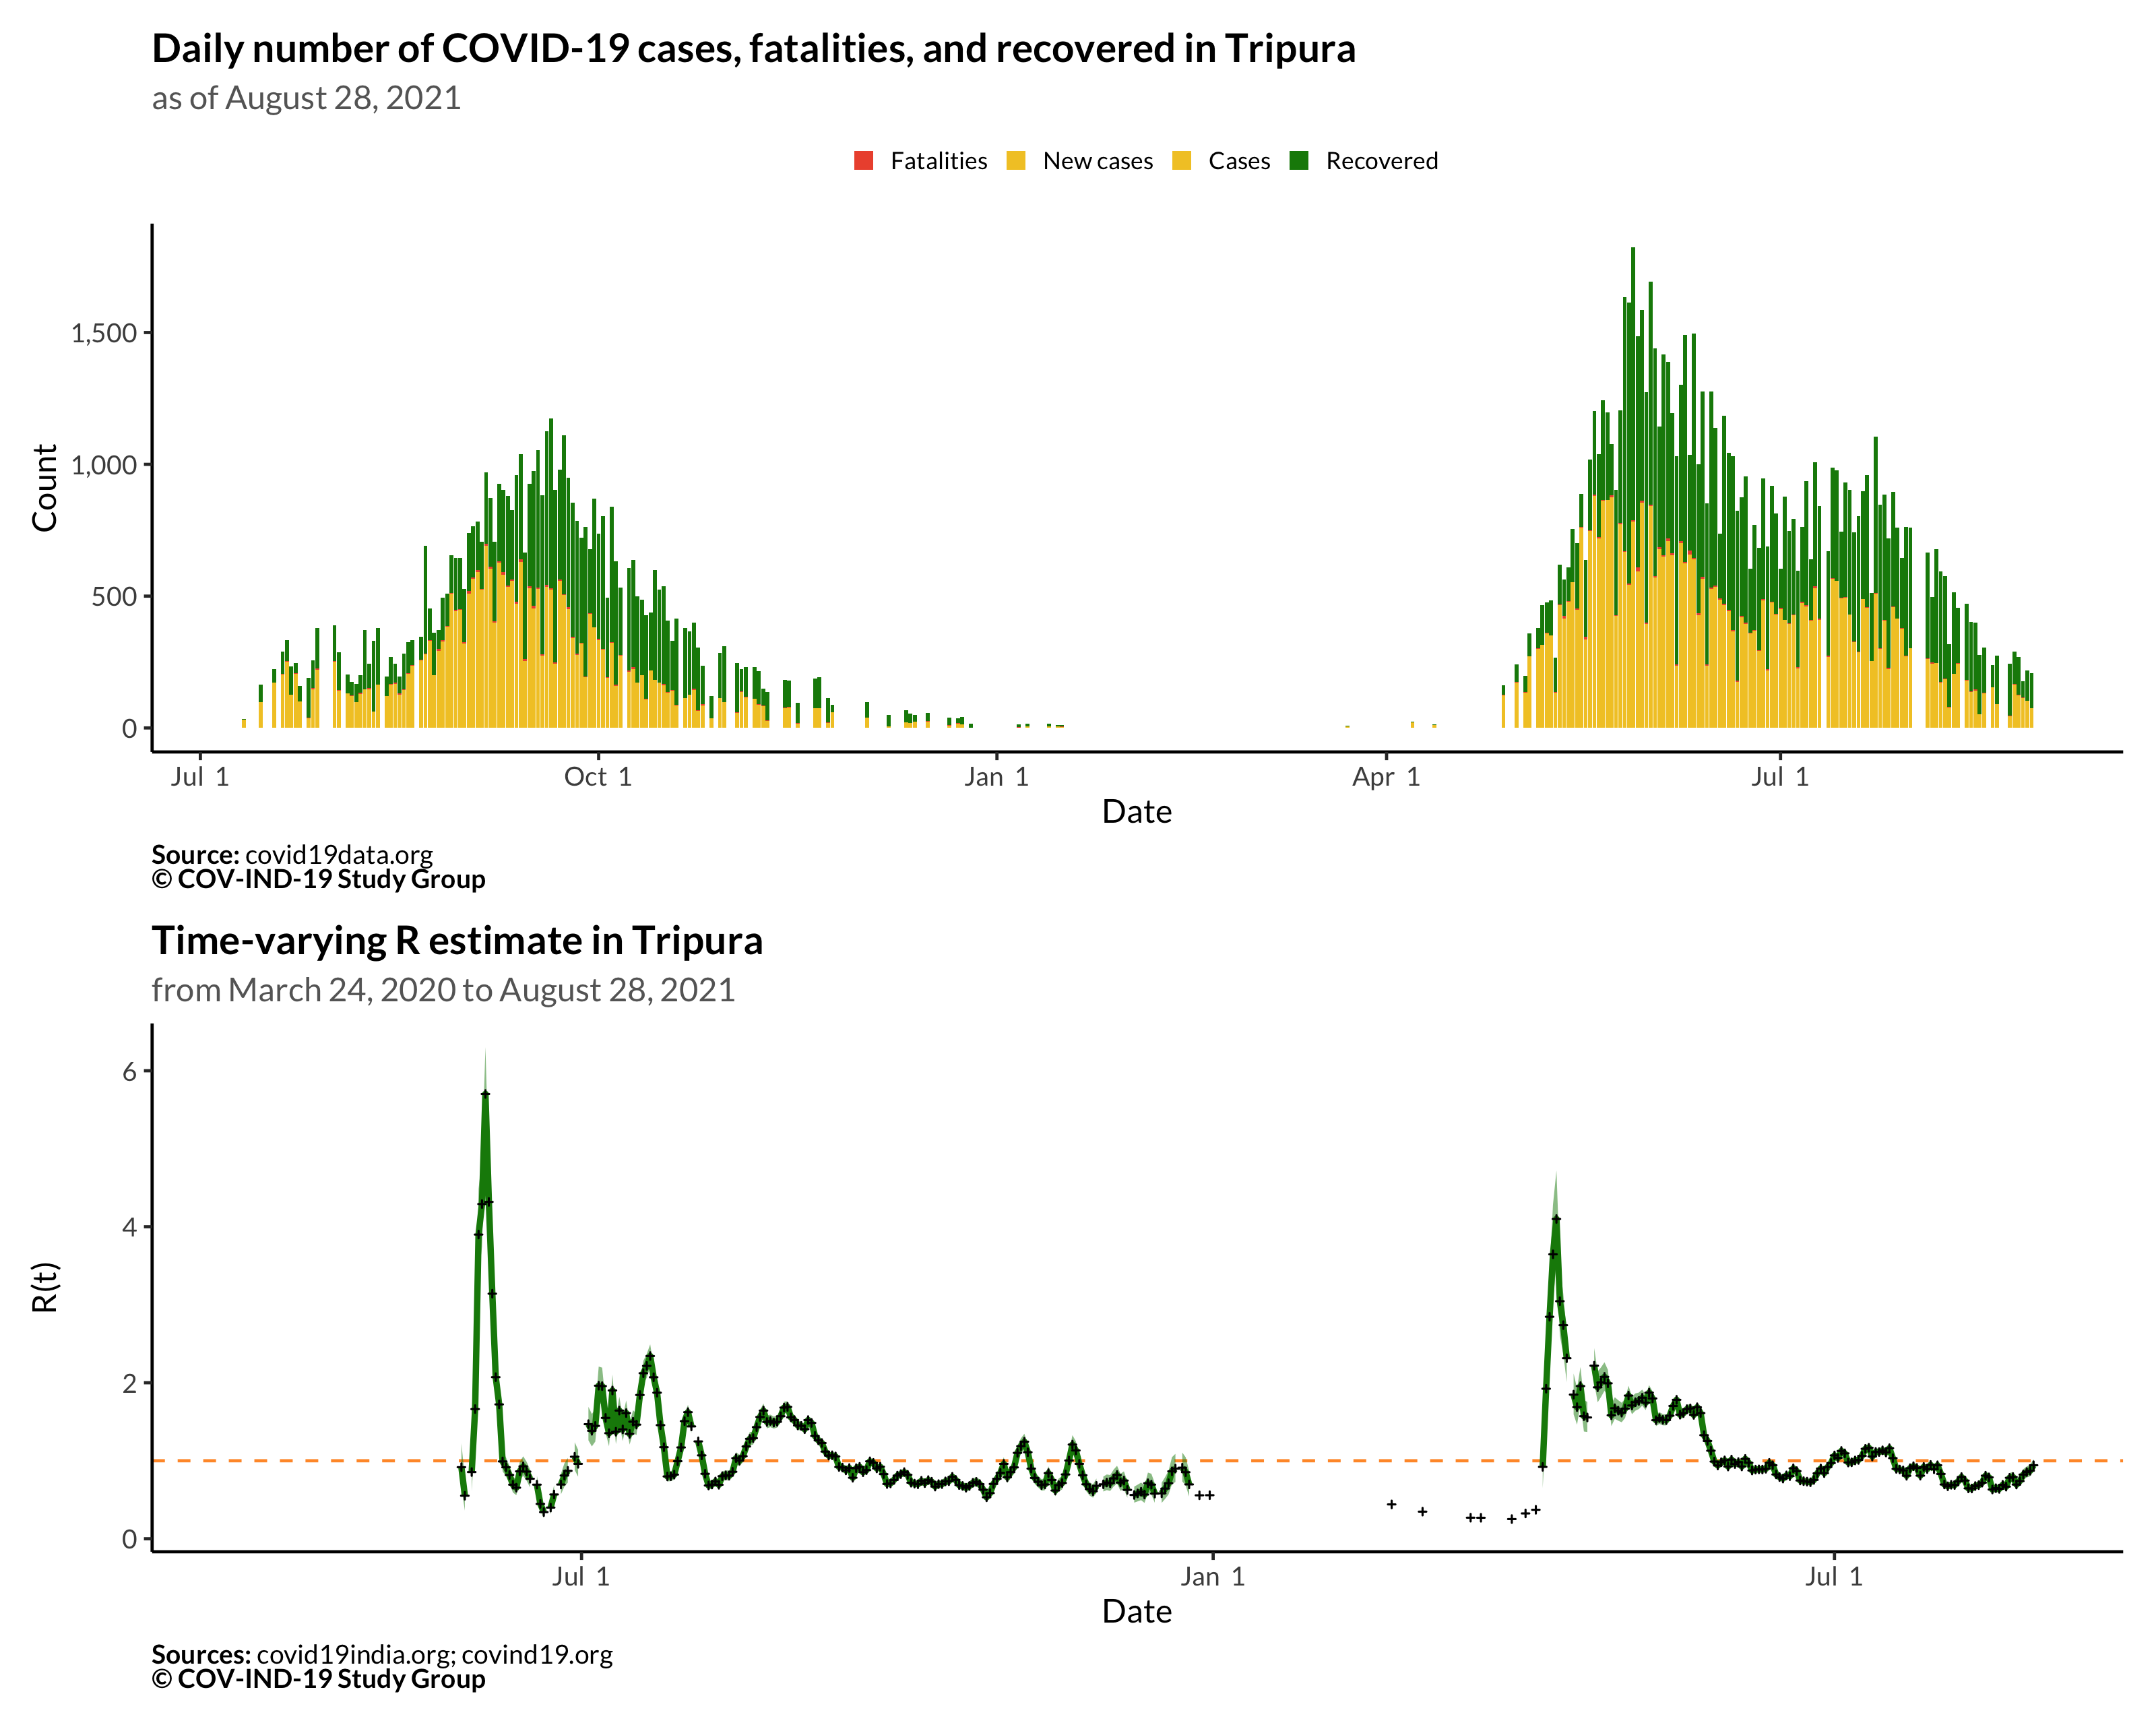 Daily number of COVID-19 cases, fatalities, and recovered in Tripura
as of August 28, 2021
Fatalities New cases Cases Recovered
Count
1,500
1,000
500
0
Jul 1 Oct 1 Jan 1 Apr 1 Jul 1
Date
Source: covid19data.org
© COV-IND-19 Study Group
Time-varying R estimate in Tripura
from March 24, 2020 to August 28, 2021
R(t)
6
4
2
0
Jul 1 Jan 1 Jul 1
Date
Sources: covid19india.org; covind19.org
© COV-IND-19 Study Group